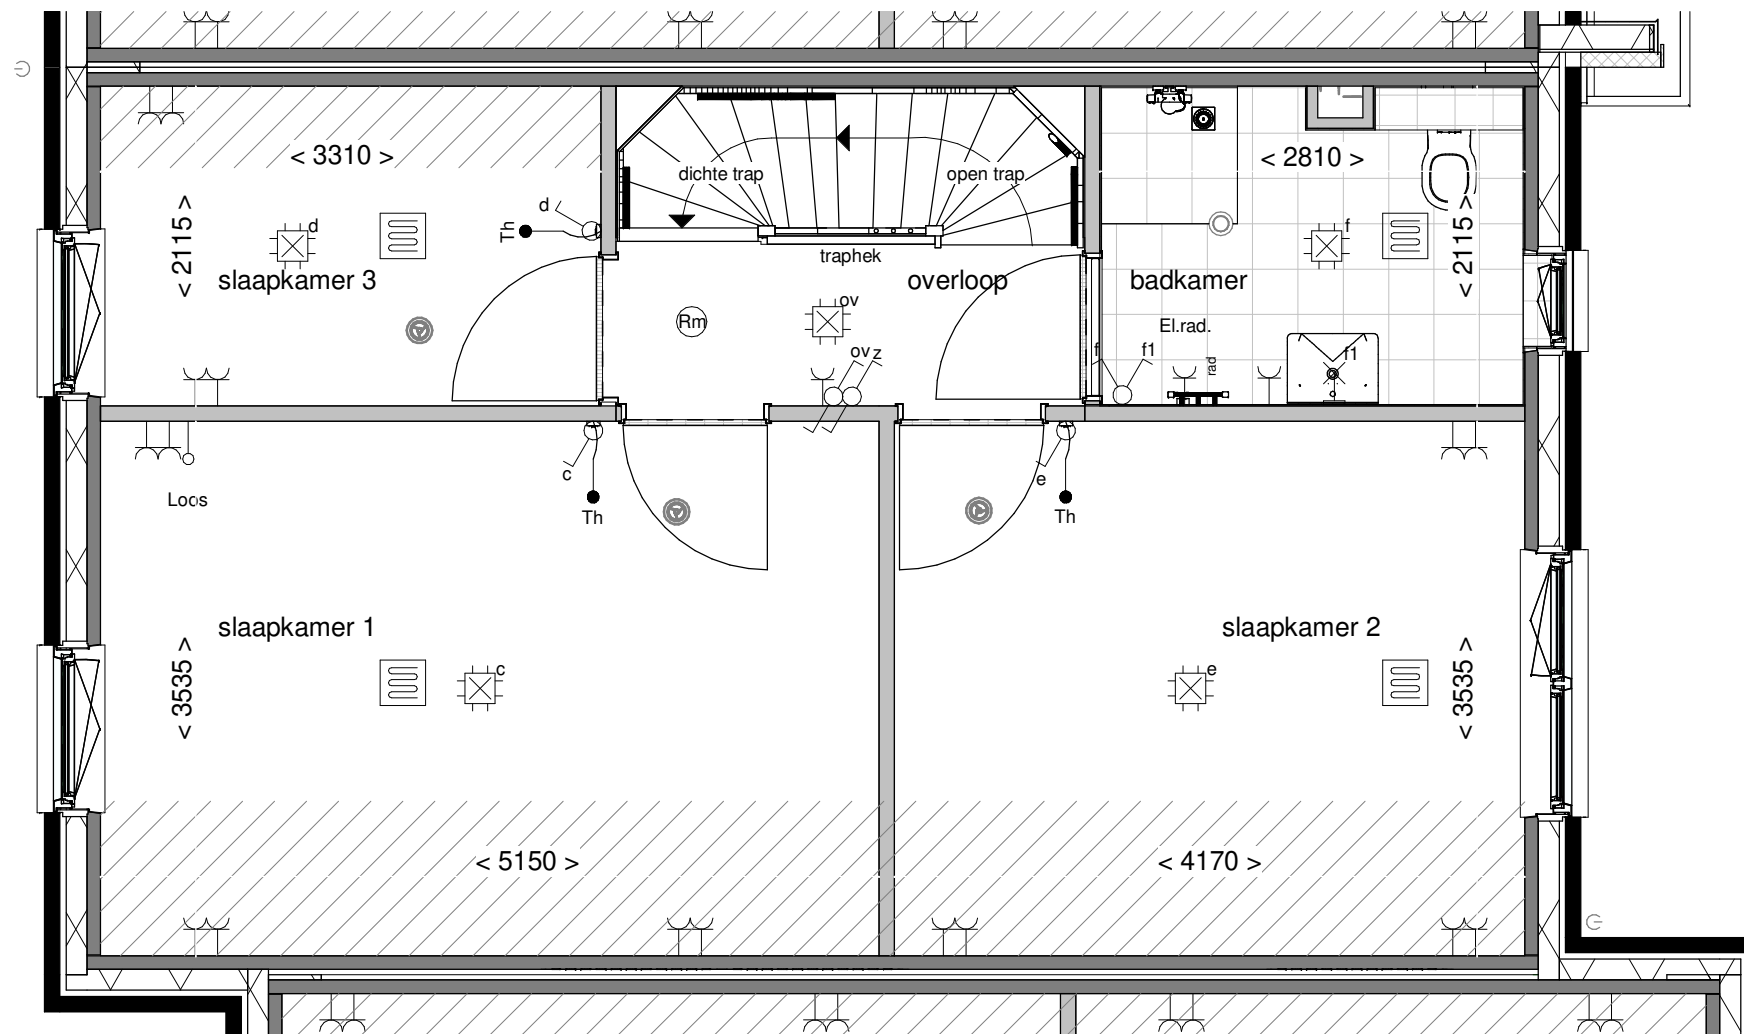 < 3310 >
< 2810 >
dichte trap
open trap
d
Th
d
f
< 2115 >
< 2115 >
traphek
slaapkamer 3
overloop
badkamer
ov
Rm
El.rad.
ov z
f
f1
rad
f1
c
Th
e
Th
Loos
slaapkamer 1
slaapkamer 2
c
e
< 3535 >
< 3535 >
< 5150 >
< 4170 >